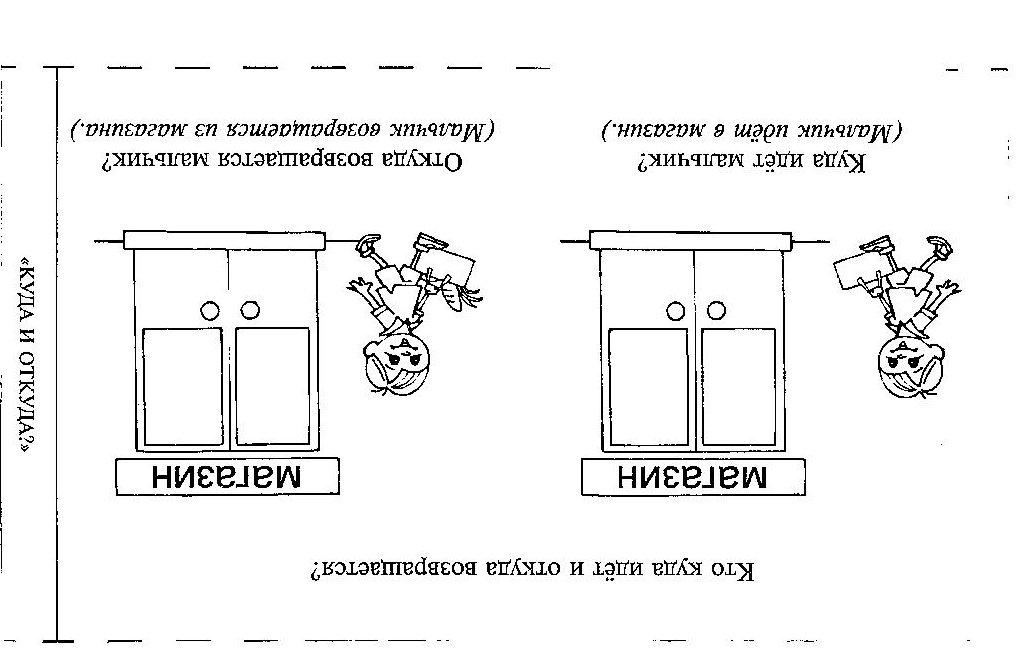 «КУДА И ОТКУДА?»
Кто куда идёт и откуда возвращается?
магазин
магазин
Куда идёт мальчик?
(Мальчик идёт в магазин.)
Откуда возвращается мальчик?
(Мальчик возвращается из магазина.)